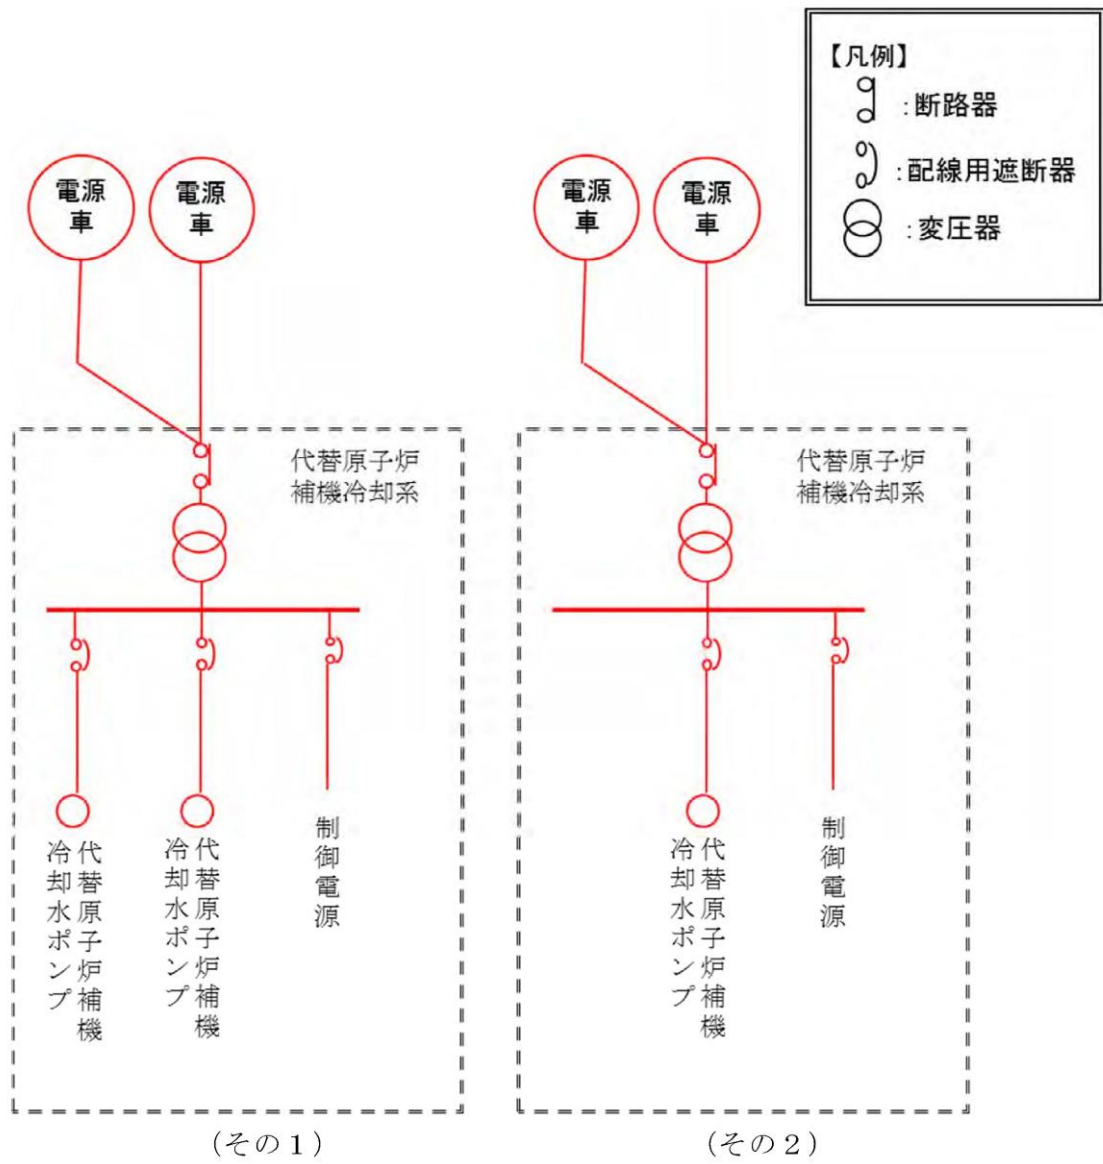 【凡例】
:断路器
:配線用遮断器
:変圧器
電源
車
電源
車
代替原子炉
補機冷却系
代替原子炉補機
冷却水ポンプ
代替原子炉補機
冷却水ポンプ
制御電源
(その1)
電源
車
電源
車
代替原子炉
補機冷却系
代替原子炉補機
冷却水ポンプ
制御電源
(その2)